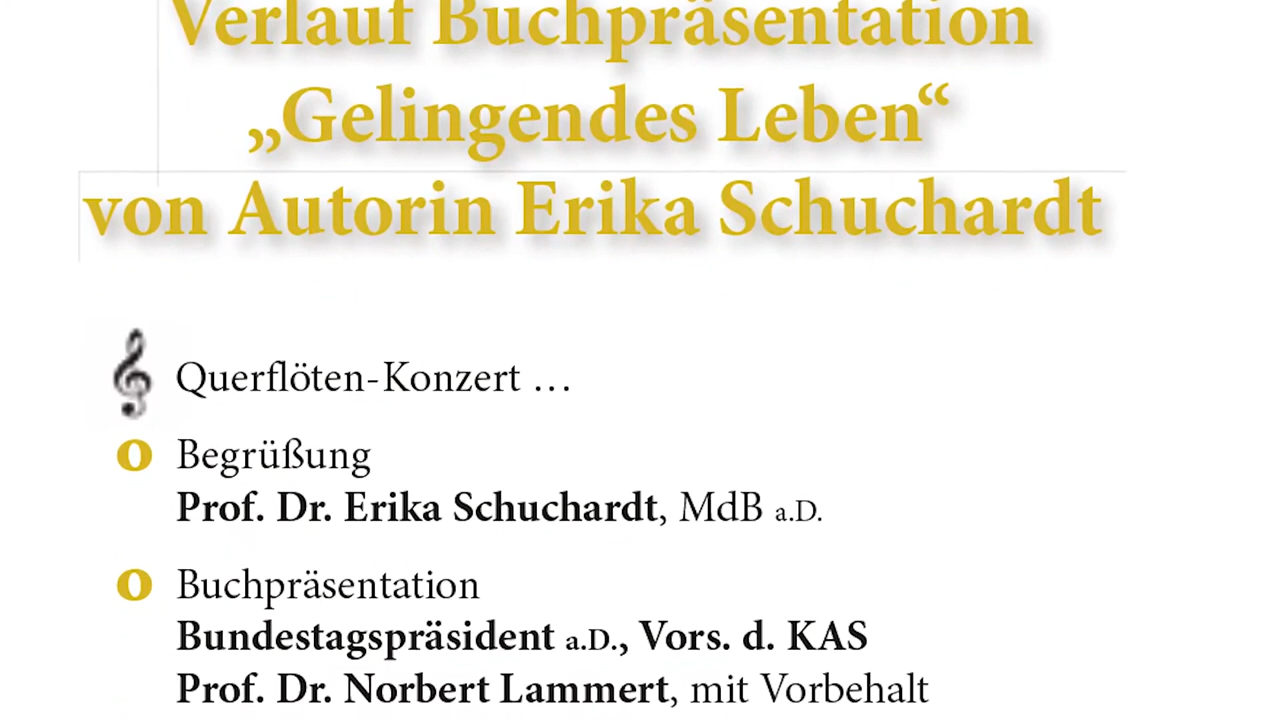 Verlauf Buchpräsentation
„Gelingendes Leben“
von Autorin Erika Schuchardt
Querflöten-Konzert …
o Begrüßung
Prof. Dr. Erika Schuchardt, MdB a.D.
o Buchpräsentation
Bundestagspräsident a.D., Vors. d. KAS
Prof. Dr. Norbert Lammert, mit Vorbehalt